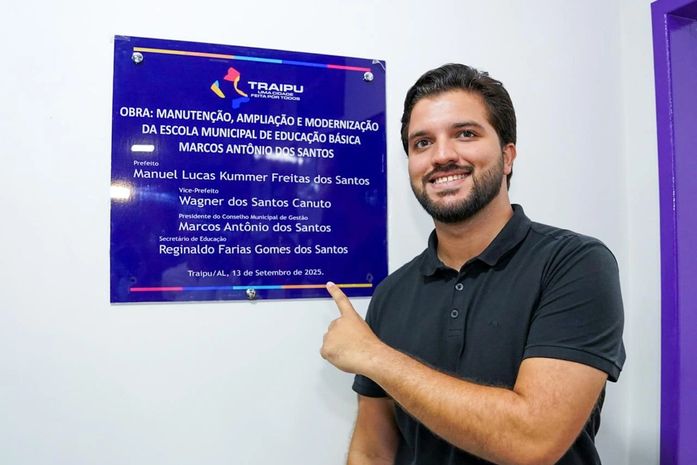 TRAIPU
UMA CIDADE
FEITA POR TODOS
OBRA: MANUTENÇÃO, AMPLIAÇÃO E MODERNIZAÇÃO
DA ESCOLA MUNICIPAL DE EDUCAÇÃO BÁSICA
MARCOS ANTÔNIO DOS SANTOS
Prefeito
Manuel Lucas Kummer Freitas dos Santos
Vice-Prefeito
Wagner dos Santos Canuto
Presidente do Conselho Municipal de Gestão
Marcos Antônio dos Santos
Secretário de Educação
Reginaldo Farias Gomes dos Santos
Traipu/AL, 13 de Setembro de 2025.